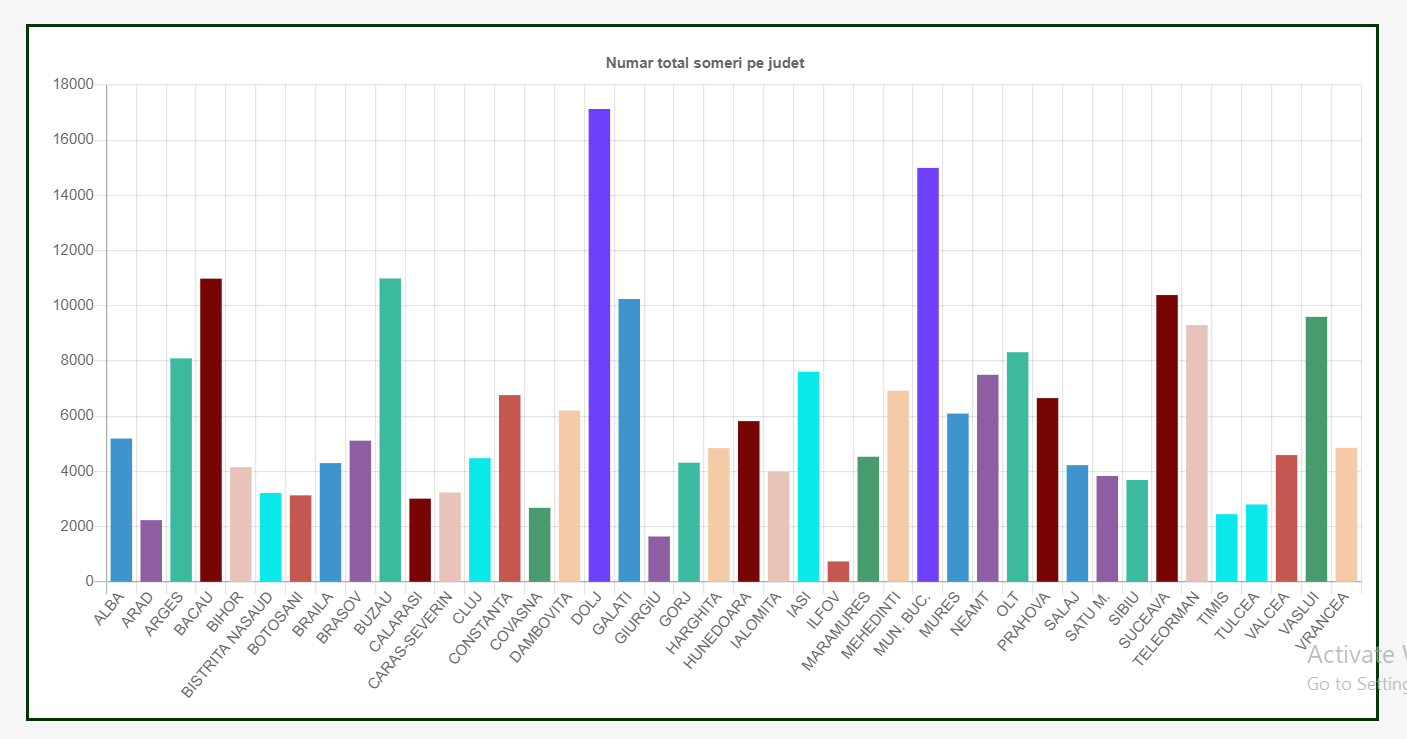 Numar total someri pe judet
18000
16000
14000
12000
10000
8000
6000
4000
2000
0
ALBA
ARAD
ARGES
BACAU
BIHOR
BISTRITA NASAUD
BOTOSANI
BRAILA
BRASOV
BUZAU
CALARASI
CARAS-SEVERIN
CLUJ
CONSTANTA
COVASNA
DAMBOVITA
DOLJ
GALATI
GIURGIU
GORJ
HARGHITA
HUNEDOARA
IALOMITA
IASI
ILFOV
MARAMURES
MEHEDINTI
MUN. BUC.
MURES
NEAMT
OLT
PRAHOVA
SALAJ
SATU M.
SIBIU
SUCEAVA
TELEORMAN
TIMIS
TULCEA
VALCEA
VASLUI
VRANCEA
Activate
Go to Setting